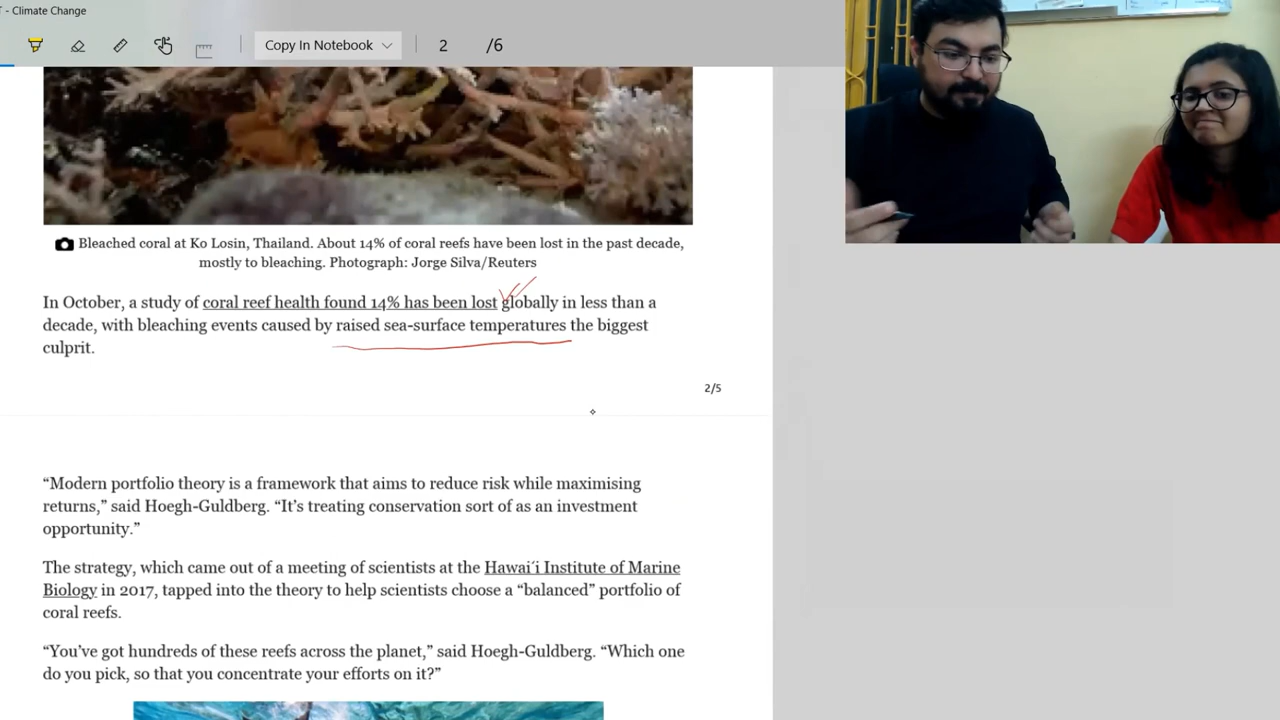 - Climate Change
Copy In Notebook
2
/6
Bleached coral at Ko Losin, Thailand. About 14% of coral reefs have been lost in the past decade,
mostly to bleaching. Photograph: Jorge Silva/Reuters
In October, a study of coral reef health found 14% has been lost globally in less than a
decade, with bleaching events caused by raised sea-surface temperatures the biggest
culprit.
2/5
“Modern portfolio theory is a framework that aims to reduce risk while maximising
returns,” said Hoegh-Guldberg. “It’s treating conservation sort of as an investment
opportunity.”
The strategy, which came out of a meeting of scientists at the Hawaiʻi Institute of Marine
Biology in 2017, tapped into the theory to help scientists choose a “balanced” portfolio of
coral reefs.
“You’ve got hundreds of these reefs across the planet,” said Hoegh-Guldberg. “Which one
do you pick, so that you concentrate your efforts on it?”